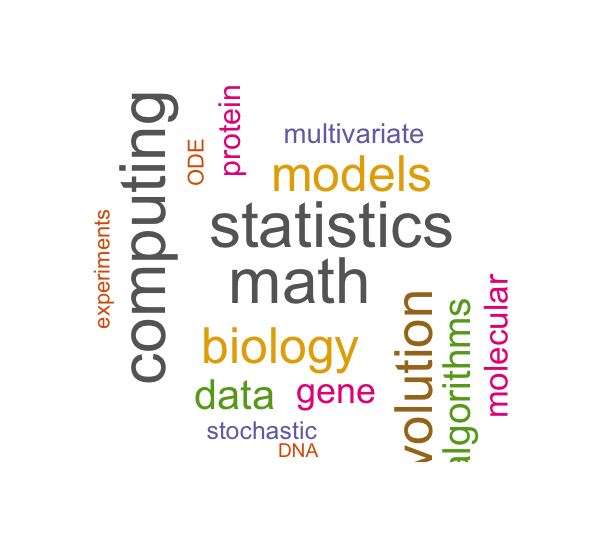 computing
experiments
ODE
protein
multivariate
models
statistics
math
biology
data
gene
stochastic
DNA
volution
algorithms
molecular